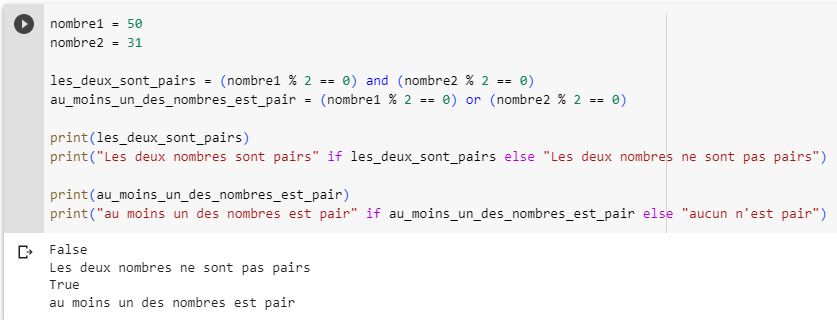 nombre1 = 50
nombre2 = 31
les_deux_sont_pairs = (nombre1 % 2 == 0) and (nombre2 % 2 == 0)
au_moins_un_des_nombres_est_pair = (nombre1 % 2 == 0) or (nombre2 % 2 == 0)
print(les_deux_sont_pairs)
print("Les deux nombres sont pairs" if les_deux_sont_pairs else "Les deux nombres ne sont pas pairs")
print(au_moins_un_des_nombres_est_pair)
print("au moins un des nombres est pair" if au_moins_un_des_nombres_est_pair else "aucun n'est pair")
False
Les deux nombres ne sont pas pairs
True
au moins un des nombres est pair